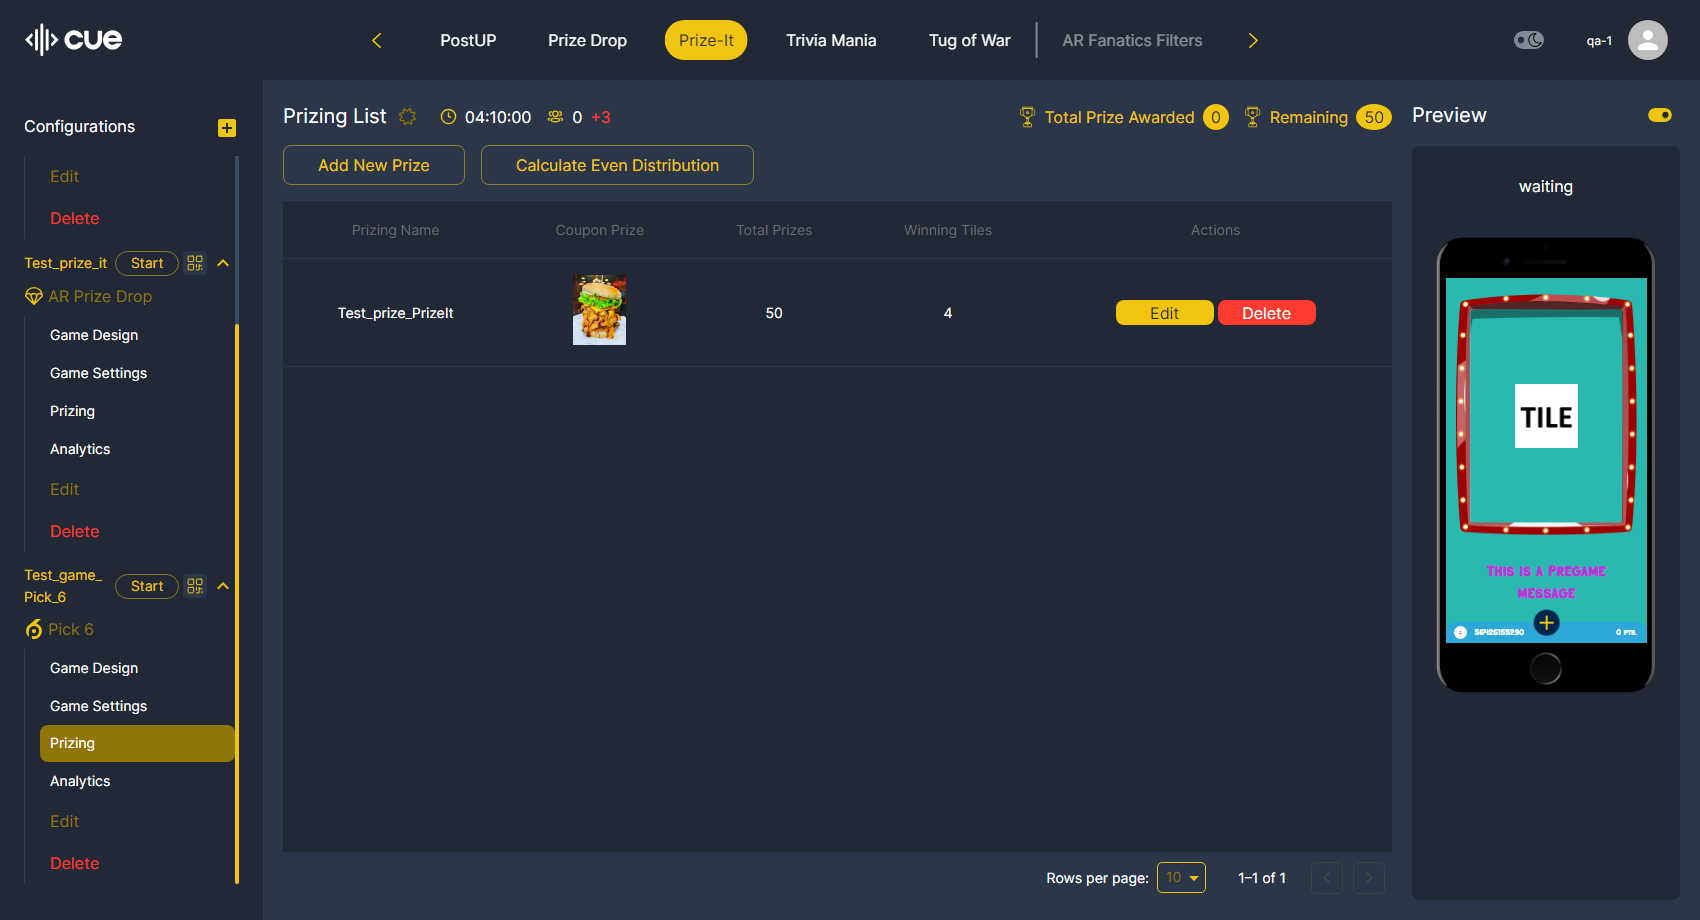 cue
PostUP
Prize Drop
Prize-It
Trivia Mania
Tug of War
AR Fanatics Filters
qa-1
Configurations
Edit
Delete
Test_prize_it
Start
AR Prize Drop
Game Design
Game Settings
Prizing
Analytics
Edit
Delete
Test_game_
Pick_6
Start
Pick 6
Game Design
Game Settings
Prizing
Analytics
Edit
Delete
Prizing List
04:10:00
0 +3
Total Prize Awarded 0
Remaining 50
Add New Prize
Calculate Even Distribution
Prizing Name
Coupon Prize
Total Prizes
Winning Tiles
Actions
Test_prize_PrizeIt
50
4
Edit
Delete
Rows per page: 10
1–1 of 1
Preview
waiting
TILE
THIS IS A PREGAME
MESSAGE
0 PTS.